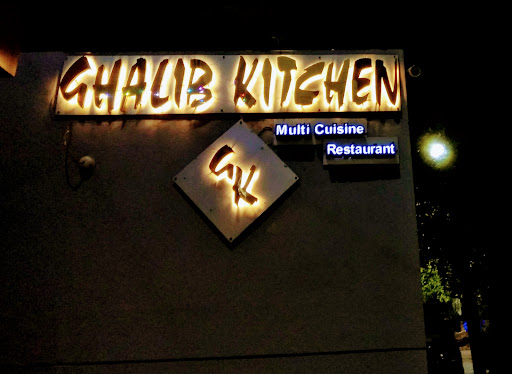 GHALIB KITCHEN
Multi Cuisine
Restaurant
GK